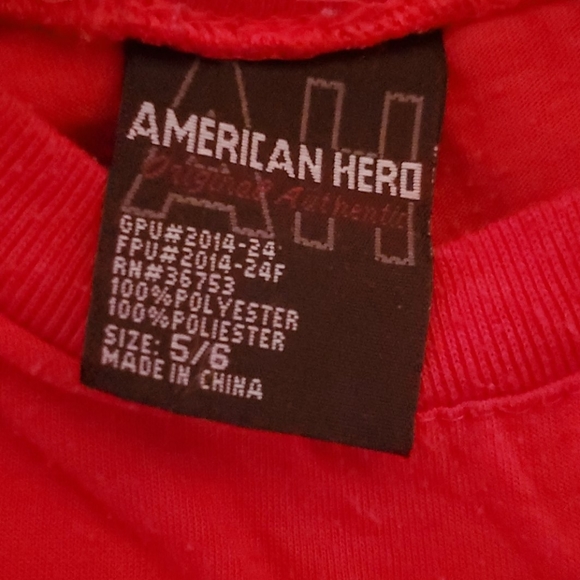 AH
AMERICAN HERO
Original Authentic
GPU#2014-24
FPU#2014-24F
RN#36753
100%POLYESTER
100%POLIESTER
SIZE: 5/6
MADE IN CHINA